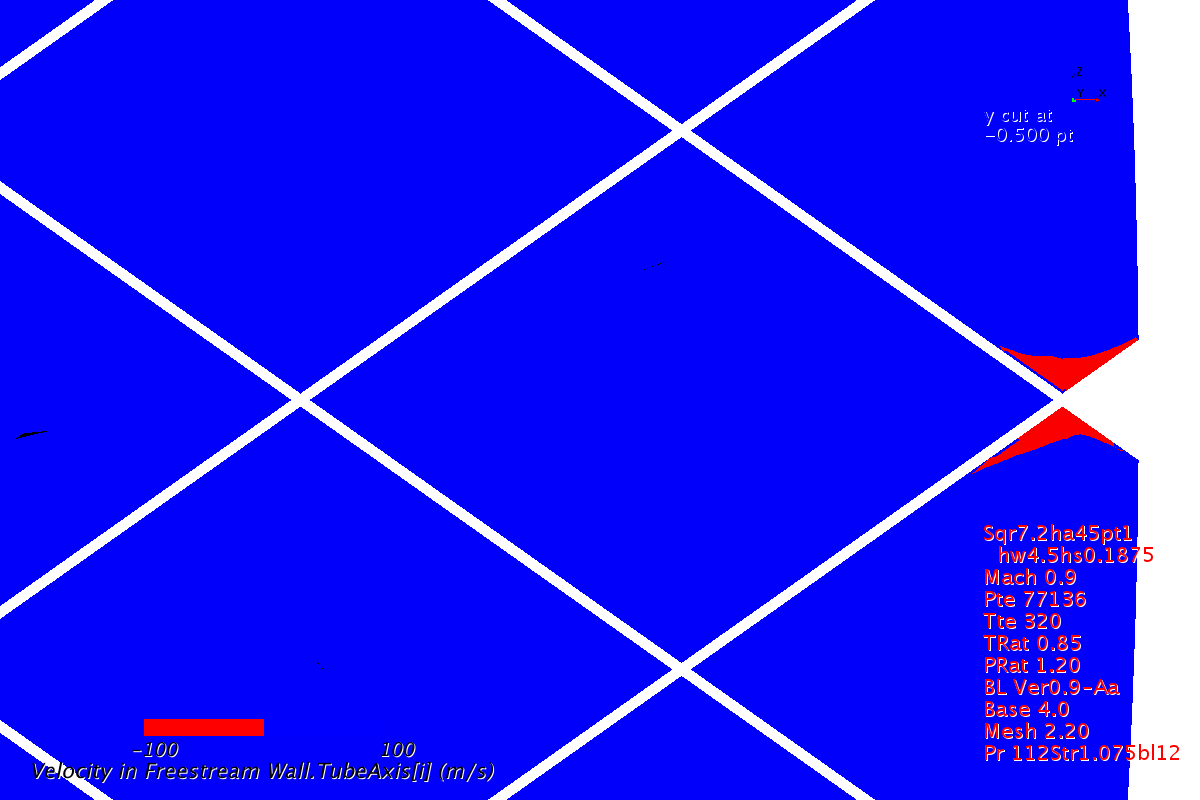 Z
Y X
y cut at
−0.500 pt
Sqr7.2ha45pt1
hw4.5hs0.1875
Mach 0.9
Pte 77136
Tte 320
TRat 0.85
PRat 1.20
BL Ver0.9−Aa
Base 4.0
Mesh 2.20
Pr 112Str1.075bl12
−100 100
Velocity in Freestream Wall.TubeAxis[i] (m/s)